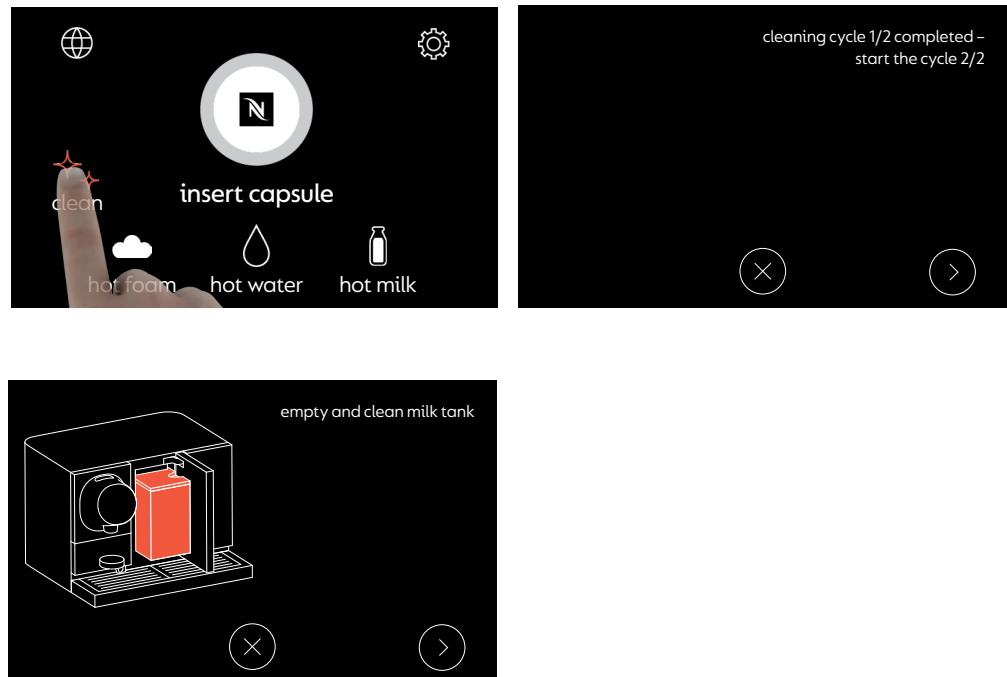 insert capsule
clean
hot foam
hot water
hot milk
cleaning cycle 1/2 completed –
start the cycle 2/2
empty and clean milk tank